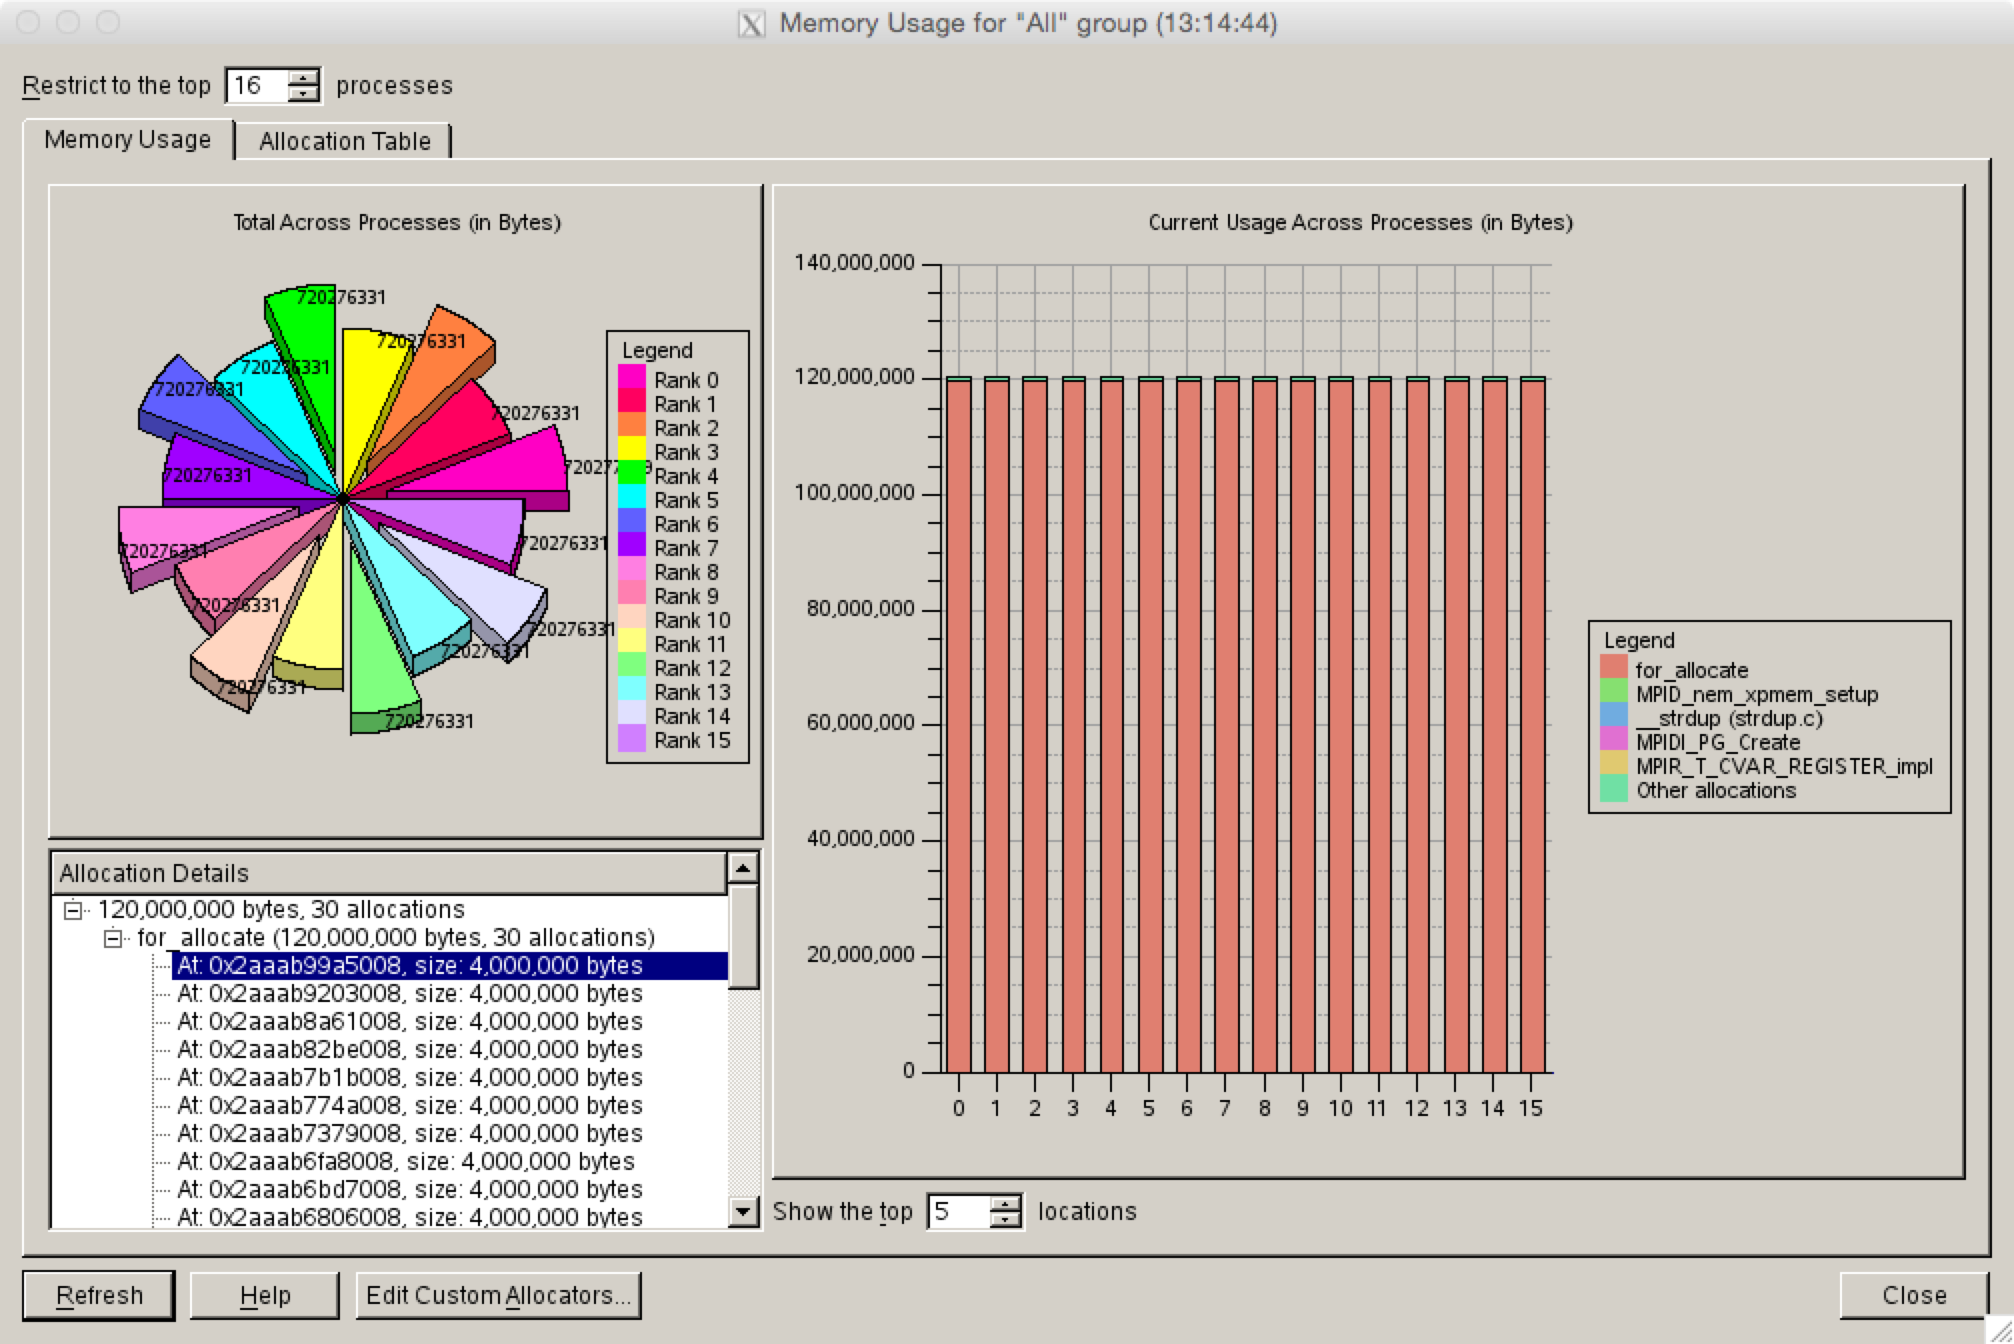 Memory Usage for "All" group (13:14:44)
Restrict to the top 16 processes
Memory Usage
Allocation Table
Total Across Processes (in Bytes)
720276331
720276331
720276331
720276331
720276331
720276331
720276331
720276331
720276331
720276331
720276331
720276331
720276331
720276331
Legend
Rank 0
Rank 1
Rank 2
Rank 3
Rank 4
Rank 5
Rank 6
Rank 7
Rank 8
Rank 9
Rank 10
Rank 11
Rank 12
Rank 13
Rank 14
Rank 15
Current Usage Across Processes (in Bytes)
140,000,000
120,000,000
100,000,000
80,000,000
60,000,000
40,000,000
20,000,000
0
0 1 2 3 4 5 6 7 8 9 10 11 12 13 14 15
Legend
for_allocate
MPID_nem_xpmem_setup
__strdup (strdup.c)
MPIDI_PG_Create
MPIR_T_CVAR_REGISTER_impl
Other allocations
Allocation Details
120,000,000 bytes, 30 allocations
for_allocate (120,000,000 bytes, 30 allocations)
At: 0x2aaab99a5008, size: 4,000,000 bytes
At: 0x2aaab9203008, size: 4,000,000 bytes
At: 0x2aaab8a61008, size: 4,000,000 bytes
At: 0x2aaab82be008, size: 4,000,000 bytes
At: 0x2aaab7b1b008, size: 4,000,000 bytes
At: 0x2aaab774a008, size: 4,000,000 bytes
At: 0x2aaab7379008, size: 4,000,000 bytes
At: 0x2aaab6fa8008, size: 4,000,000 bytes
At: 0x2aaab6bd7008, size: 4,000,000 bytes
At: 0x2aaab6806008, size: 4,000,000 bytes
Show the top 5 locations
Refresh
Help
Edit Custom Allocators...
Close